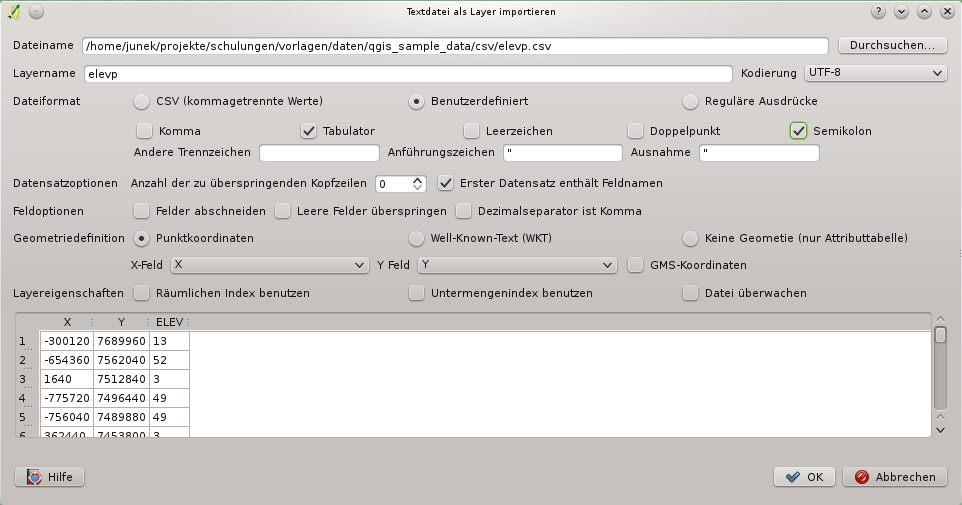 Textdatei als Layer importieren
Dateiname /home/junek/projekte/schulungen/vorlagen/daten/qgis_sample_data/csv/elevp.csv Durchsuchen...
Layername elevp Kodierung UTF-8
Dateiformat CSV (kommagetrennte Werte) Benutzerdefiniert Reguläre Ausdrücke
Komma Tabulator Leerzeichen Doppelpunkt Semikolon
Andere Trennzeichen Anführungszeichen " Ausnahme "
Datensatzoptionen Anzahl der zu überspringenden Kopfzeilen 0 Erster Datensatz enthält Feldnamen
Feldoptionen Felder abschneiden Leere Felder überspringen Dezimalseparator ist Komma
Geometriedefinition Punktkoordinaten Well-Known-Text (WKT) Keine Geometie (nur Attributtabelle)
X-Feld X Y Feld Y GMS-Koordinaten
Layereigenschaften Räumlichen Index benutzen Untermengenindex benutzen Datei überwachen
X Y ELEV
1 -300120 7689960 13
2 -654360 7562040 52
3 1640 7512840 3
4 -775720 7496440 49
5 -756040 7489880 49
6 362440 7453800 3
Hilfe OK Abbrechen